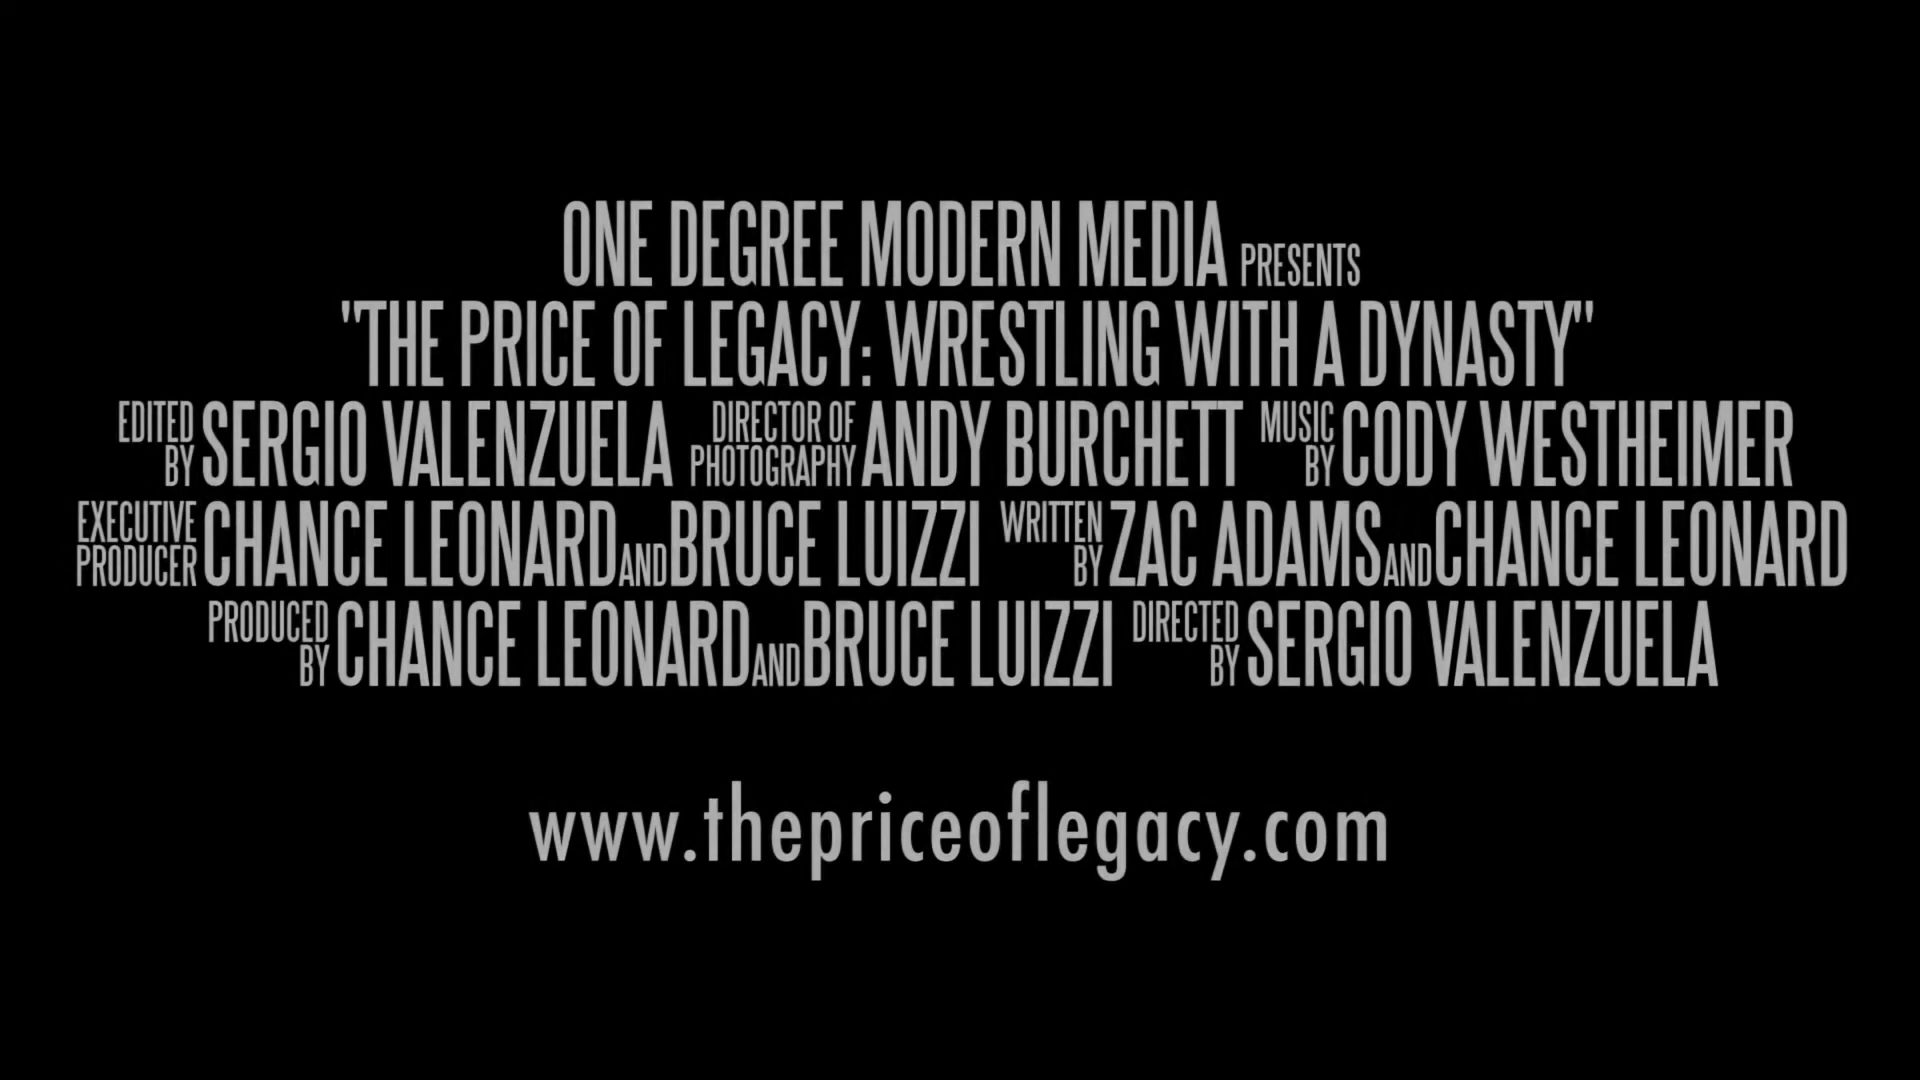 ONE DEGREE MODERN MEDIA PRESENTS
"THE PRICE OF LEGACY: WRESTLING WITH A DYNASTY"
EDITED BY SERGIO VALENZUELA DIRECTOR OF PHOTOGRAPHY ANDY BURCHETT MUSIC BY CODY WESTHEIMER
EXECUTIVE PRODUCER CHANCE LEONARD AND BRUCE LUIZZI WRITTEN BY ZAC ADAMS AND CHANCE LEONARD
PRODUCED BY CHANCE LEONARD AND BRUCE LUIZZI DIRECTED BY SERGIO VALENZUELA
www.thepriceoflegacy.com